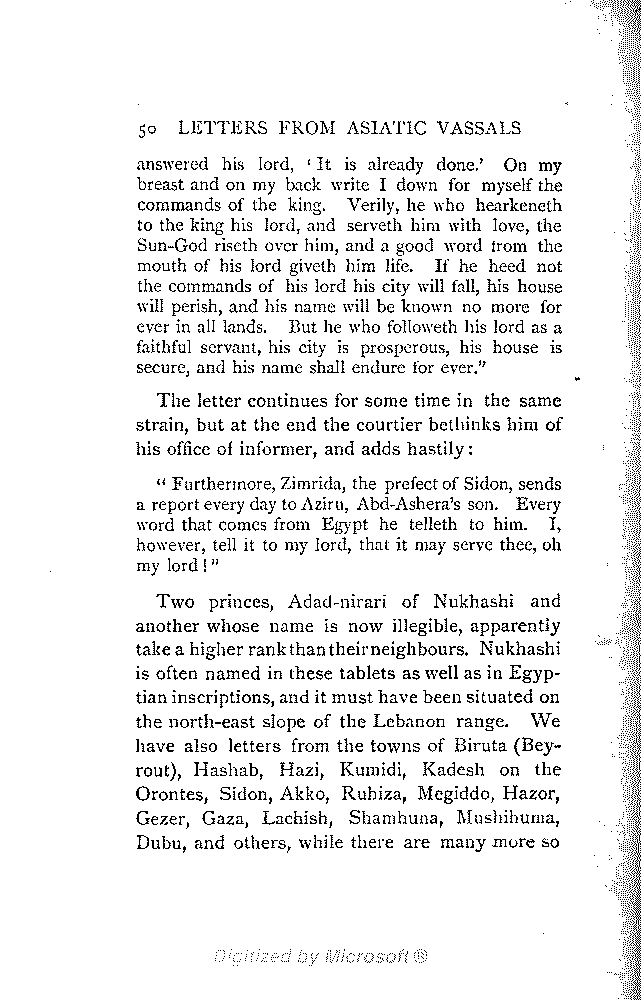 50 LETTERS FROM ASIATIC VASSALS
answered his lord, ‘It is already done.’ On my
breast and on my back write I down for myself the
commands of the king. Verily, he who hearkeneth
to the king his lord, and serveth him with love, the
Sun-God riseth over him, and a good word from the
mouth of his lord giveth him life. If he heed not
the commands of his lord his city will fall, his house
will perish, and his name will be known no more for
ever in all lands. But he who followeth his lord as a
faithful servant, his city is prosperous, his house is
secure, and his name shall endure for ever.”
The letter continues for some time in the same
strain, but at the end the courtier bethinks him of
his office of informer, and adds hastily:
“Furthermore, Zimrida, the prefect of Sidon, sends
a report every day to Aziru, Abd-Ashera’s son. Every
word that comes from Egypt he telleth to him. I,
however, tell it to my lord, that it may serve thee, oh
my lord!”
Two princes, Adad-nirari of Nukhashi and
another whose name is now illegible, apparently
take a higher rank than their neighbours. Nukhashi
is often named in these tablets as well as in Egyp-
tian inscriptions, and it must have been situated on
the north-east slope of the Lebanon range. We
have also letters from the towns of Biruta (Bey-
rout), Hashab, Hazi, Kumidi, Kadesh on the
Orontes, Sidon, Akko, Rubiza, Megiddo, Hazor,
Gezer, Gaza, Lachish, Shamhuna, Mushihuna,
Dubu, and others, while there are many more so
Digitized by Microsoft ®